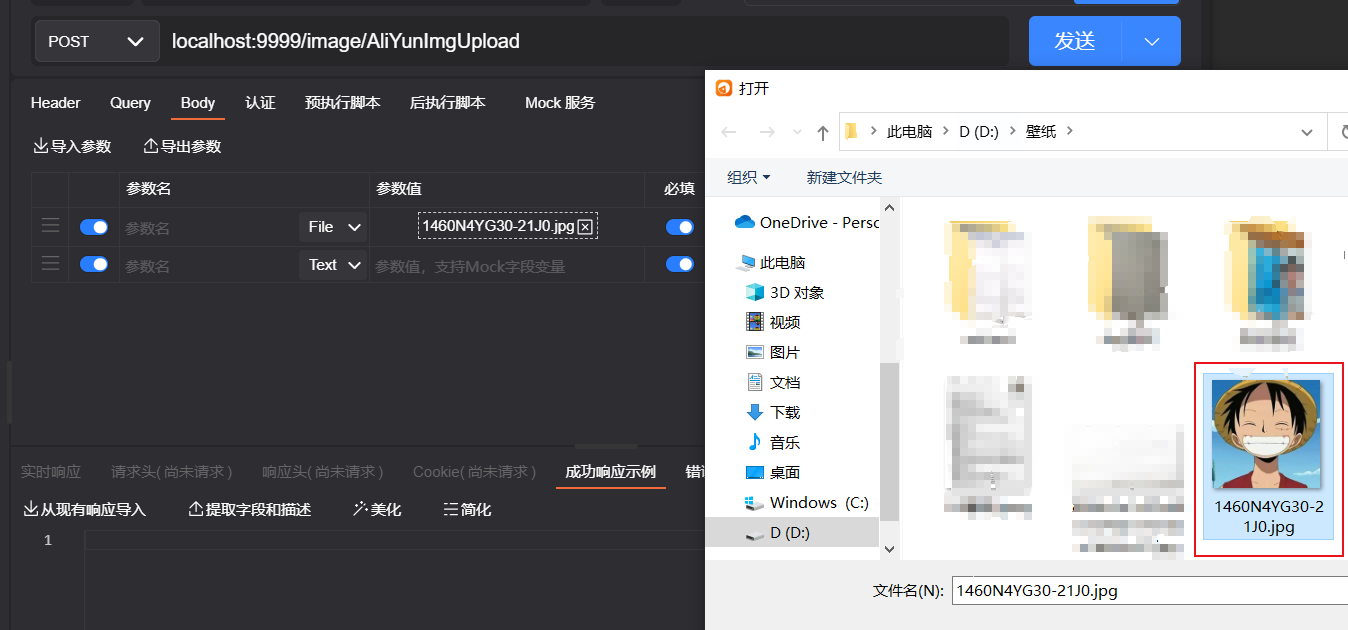 POST
localhost:9999/image/AliYunImgUpload
发送
Header
Query
Body
认证
预执行脚本
后执行脚本
Mock 服务
导入参数
导出参数
参数名
参数值
必填
参数名
File
1460N4YG30-21J0.jpg
参数名
Text
参数值，支持Mock字段变量
实时响应
请求头(尚未请求)
响应头(尚未请求)
Cookie(尚未请求)
成功响应示例
从现有响应导入
提取字段和描述
美化
简化
1
打开
此电脑
D (D:)
壁纸
组织
新建文件夹
OneDrive - Perso
此电脑
3D 对象
视频
图片
文档
下载
音乐
桌面
Windows (C:)
D (D:)
1460N4YG30-2
1J0.jpg
文件名(N):
1460N4YG30-21J0.jpg